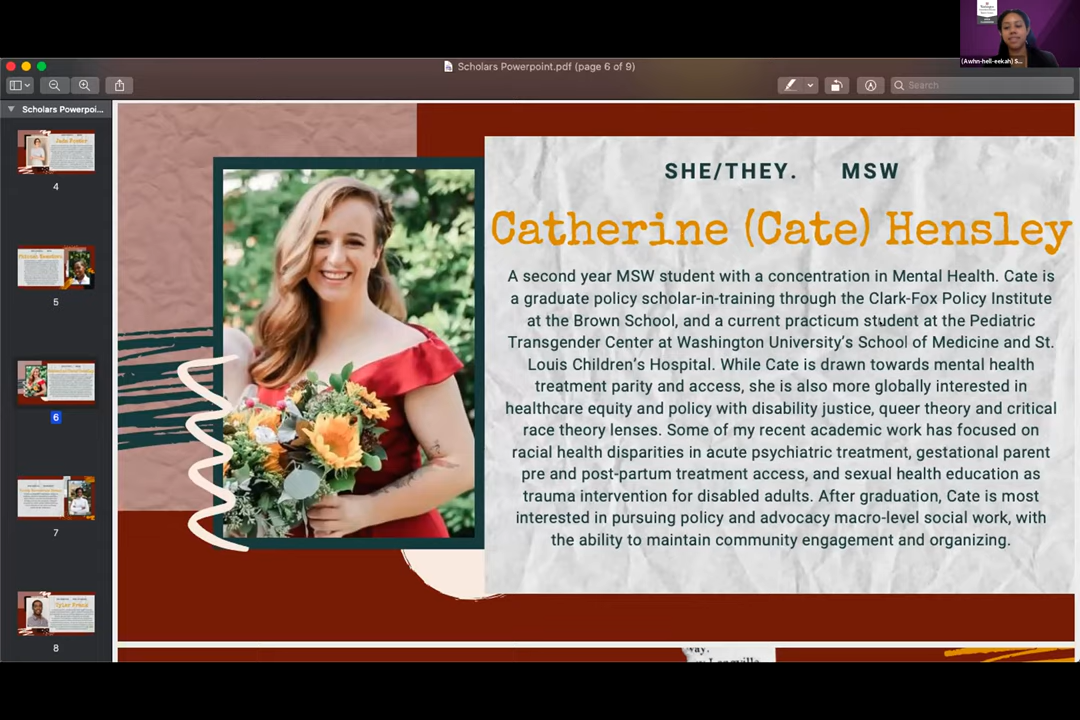 (Awhn-hell-eekah) S...
Scholars Powerpoint.pdf (page 6 of 9)
Search
Scholars Powerpoi...
4
5
6
7
8
SHE/THEY. MSW
Catherine (Cate) Hensley
A second year MSW student with a concentration in Mental Health. Cate is
a graduate policy scholar-in-training through the Clark-Fox Policy Institute
at the Brown School, and a current practicum student at the Pediatric
Transgender Center at Washington University's School of Medicine and St.
Louis Children's Hospital. While Cate is drawn towards mental health
treatment parity and access, she is also more globally interested in
healthcare equity and policy with disability justice, queer theory and critical
race theory lenses. Some of my recent academic work has focused on
racial health disparities in acute psychiatric treatment, gestational parent
pre and post-partum treatment access, and sexual health education as
trauma intervention for disabled adults. After graduation, Cate is most
interested in pursuing policy and advocacy macro-level social work, with
the ability to maintain community engagement and organizing.